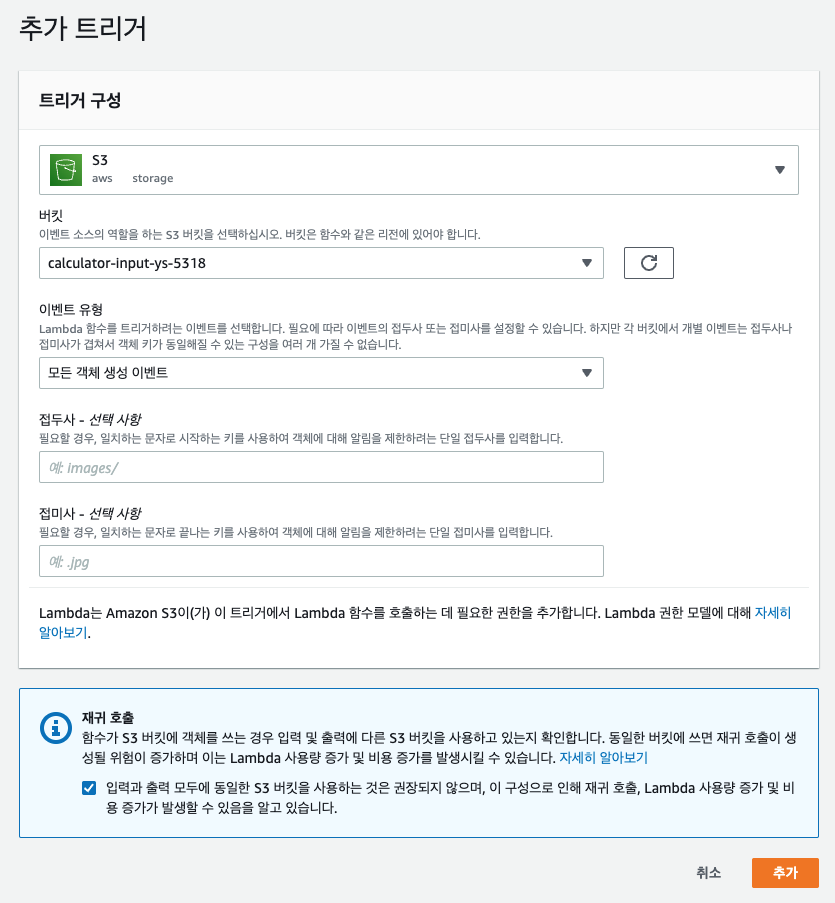 추가 트리거
트리거 구성
S3
aws storage
버킷
이벤트 소스의 역할을 하는 S3 버킷을 선택하십시오. 버킷은 함수와 같은 리전에 있어야 합니다.
calculator-input-ys-5318
이벤트 유형
Lambda 함수를 트리거하려는 이벤트를 선택합니다. 필요에 따라 이벤트의 접두사 또는 접미사를 설정할 수 있습니다. 하지만 각 버킷에서 개별 이벤트는 접두사나
접미사가 겹쳐서 객체 키가 동일해질 수 있는 구성을 여러 개 가질 수 없습니다.
모든 객체 생성 이벤트
접두사 - 선택 사항
필요할 경우, 일치하는 문자로 시작하는 키를 사용하여 객체에 대해 알림을 제한하려는 단일 접두사를 입력합니다.
예: images/
접미사 - 선택 사항
필요할 경우, 일치하는 문자로 끝나는 키를 사용하여 객체에 대해 알림을 제한하려는 단일 접미사를 입력합니다.
예: .jpg
Lambda는 Amazon S3이(가) 이 트리거에서 Lambda 함수를 호출하는 데 필요한 권한을 추가합니다. Lambda 권한 모델에 대해 자세히
알아보기.
재귀 호출
함수가 S3 버킷에 객체를 쓰는 경우 입력 및 출력에 다른 S3 버킷을 사용하고 있는지 확인합니다. 동일한 버킷에 쓰면 재귀 호출이 생
성될 위험이 증가하며 이는 Lambda 사용량 증가 및 비용 증가를 발생시킬 수 있습니다. 자세히 알아보기
입력과 출력 모두에 동일한 S3 버킷을 사용하는 것은 권장되지 않으며, 이 구성으로 인해 재귀 호출, Lambda 사용량 증가 및 비
용 증가가 발생할 수 있음을 알고 있습니다.
취소 추가